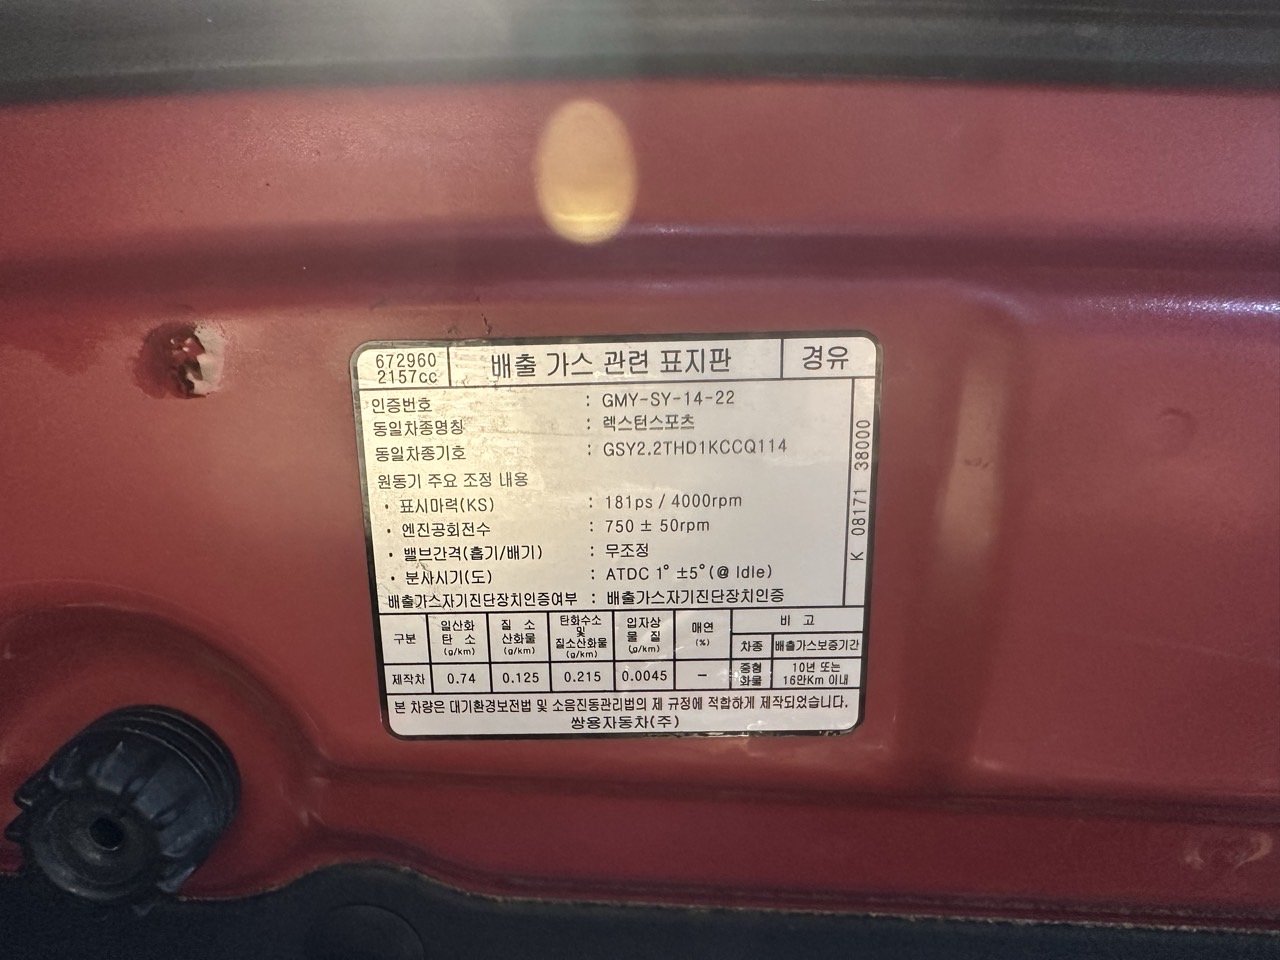 672960
2157cc
배출 가스 관련 표지판
경유
인증번호 : GMY-SY-14-22
동일차종명칭 : 렉스턴스포츠
동일차종기호 : GSY2.2THD1KCCQ114
원동기 주요 조정 내용
· 표시마력(KS) : 181ps / 4000rpm
· 엔진공회전수 : 750 ± 50rpm
· 밸브간격(흡기/배기) : 무조정
· 분사시기(도) : ATDC 1° ±5°(@ Idle)
배출가스자기진단장치인증여부 : 배출가스자기진단장치인증
K 08171 38000
구분
일산화
탄 소
(g/km)
질 소
산화물
(g/km)
탄화수소
및
질소산화물
(g/km)
입자상
물 질
(g/km)
매연
(%)
비 고
차종
배출가스보증기간
제작차 0.74 0.125 0.215 0.0045 -
중형
화물
10년 또는
16만Km 이내
본 차량은 대기환경보전법 및 소음진동관리법의 제 규정에 적합하게 제작되었습니다.
쌍용자동차(주)